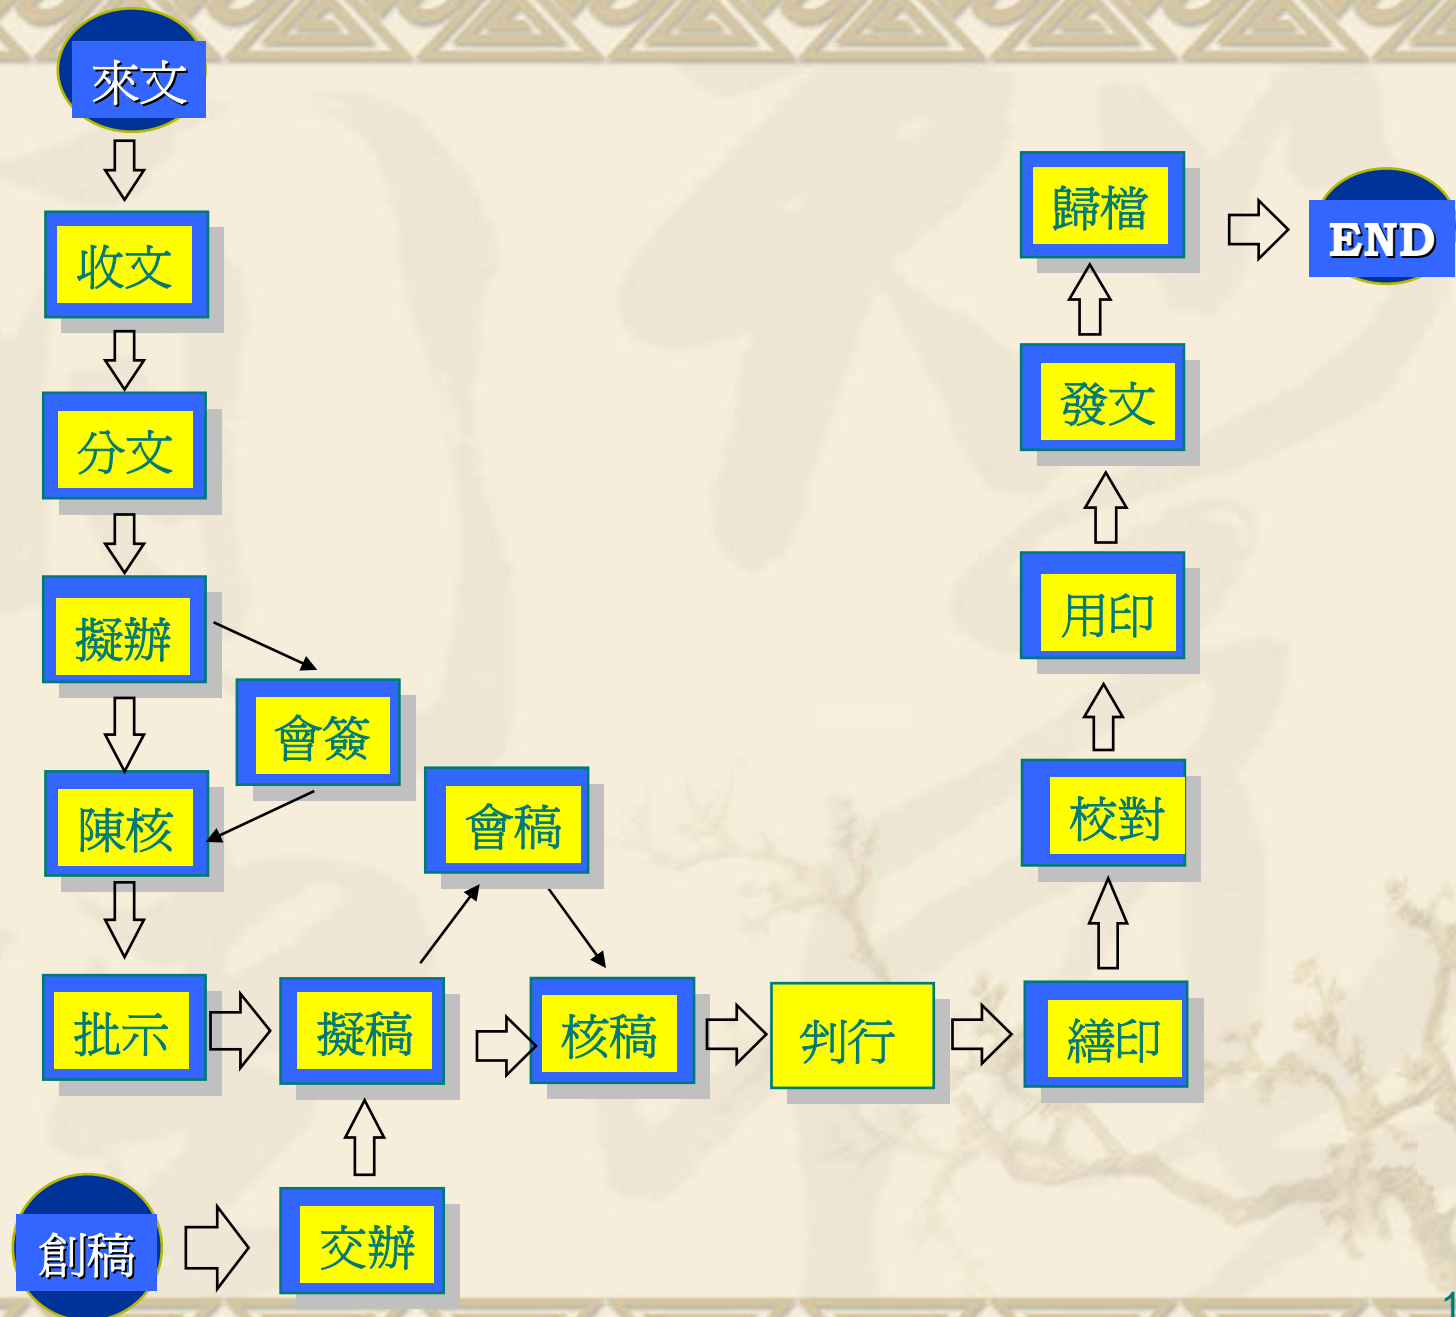 來文
收文
分文
擬辦
會簽
陳核
批示
擬稿
會稿
核稿
判行
繕印
校對
用印
發文
歸檔
END
創稿
交辦
1